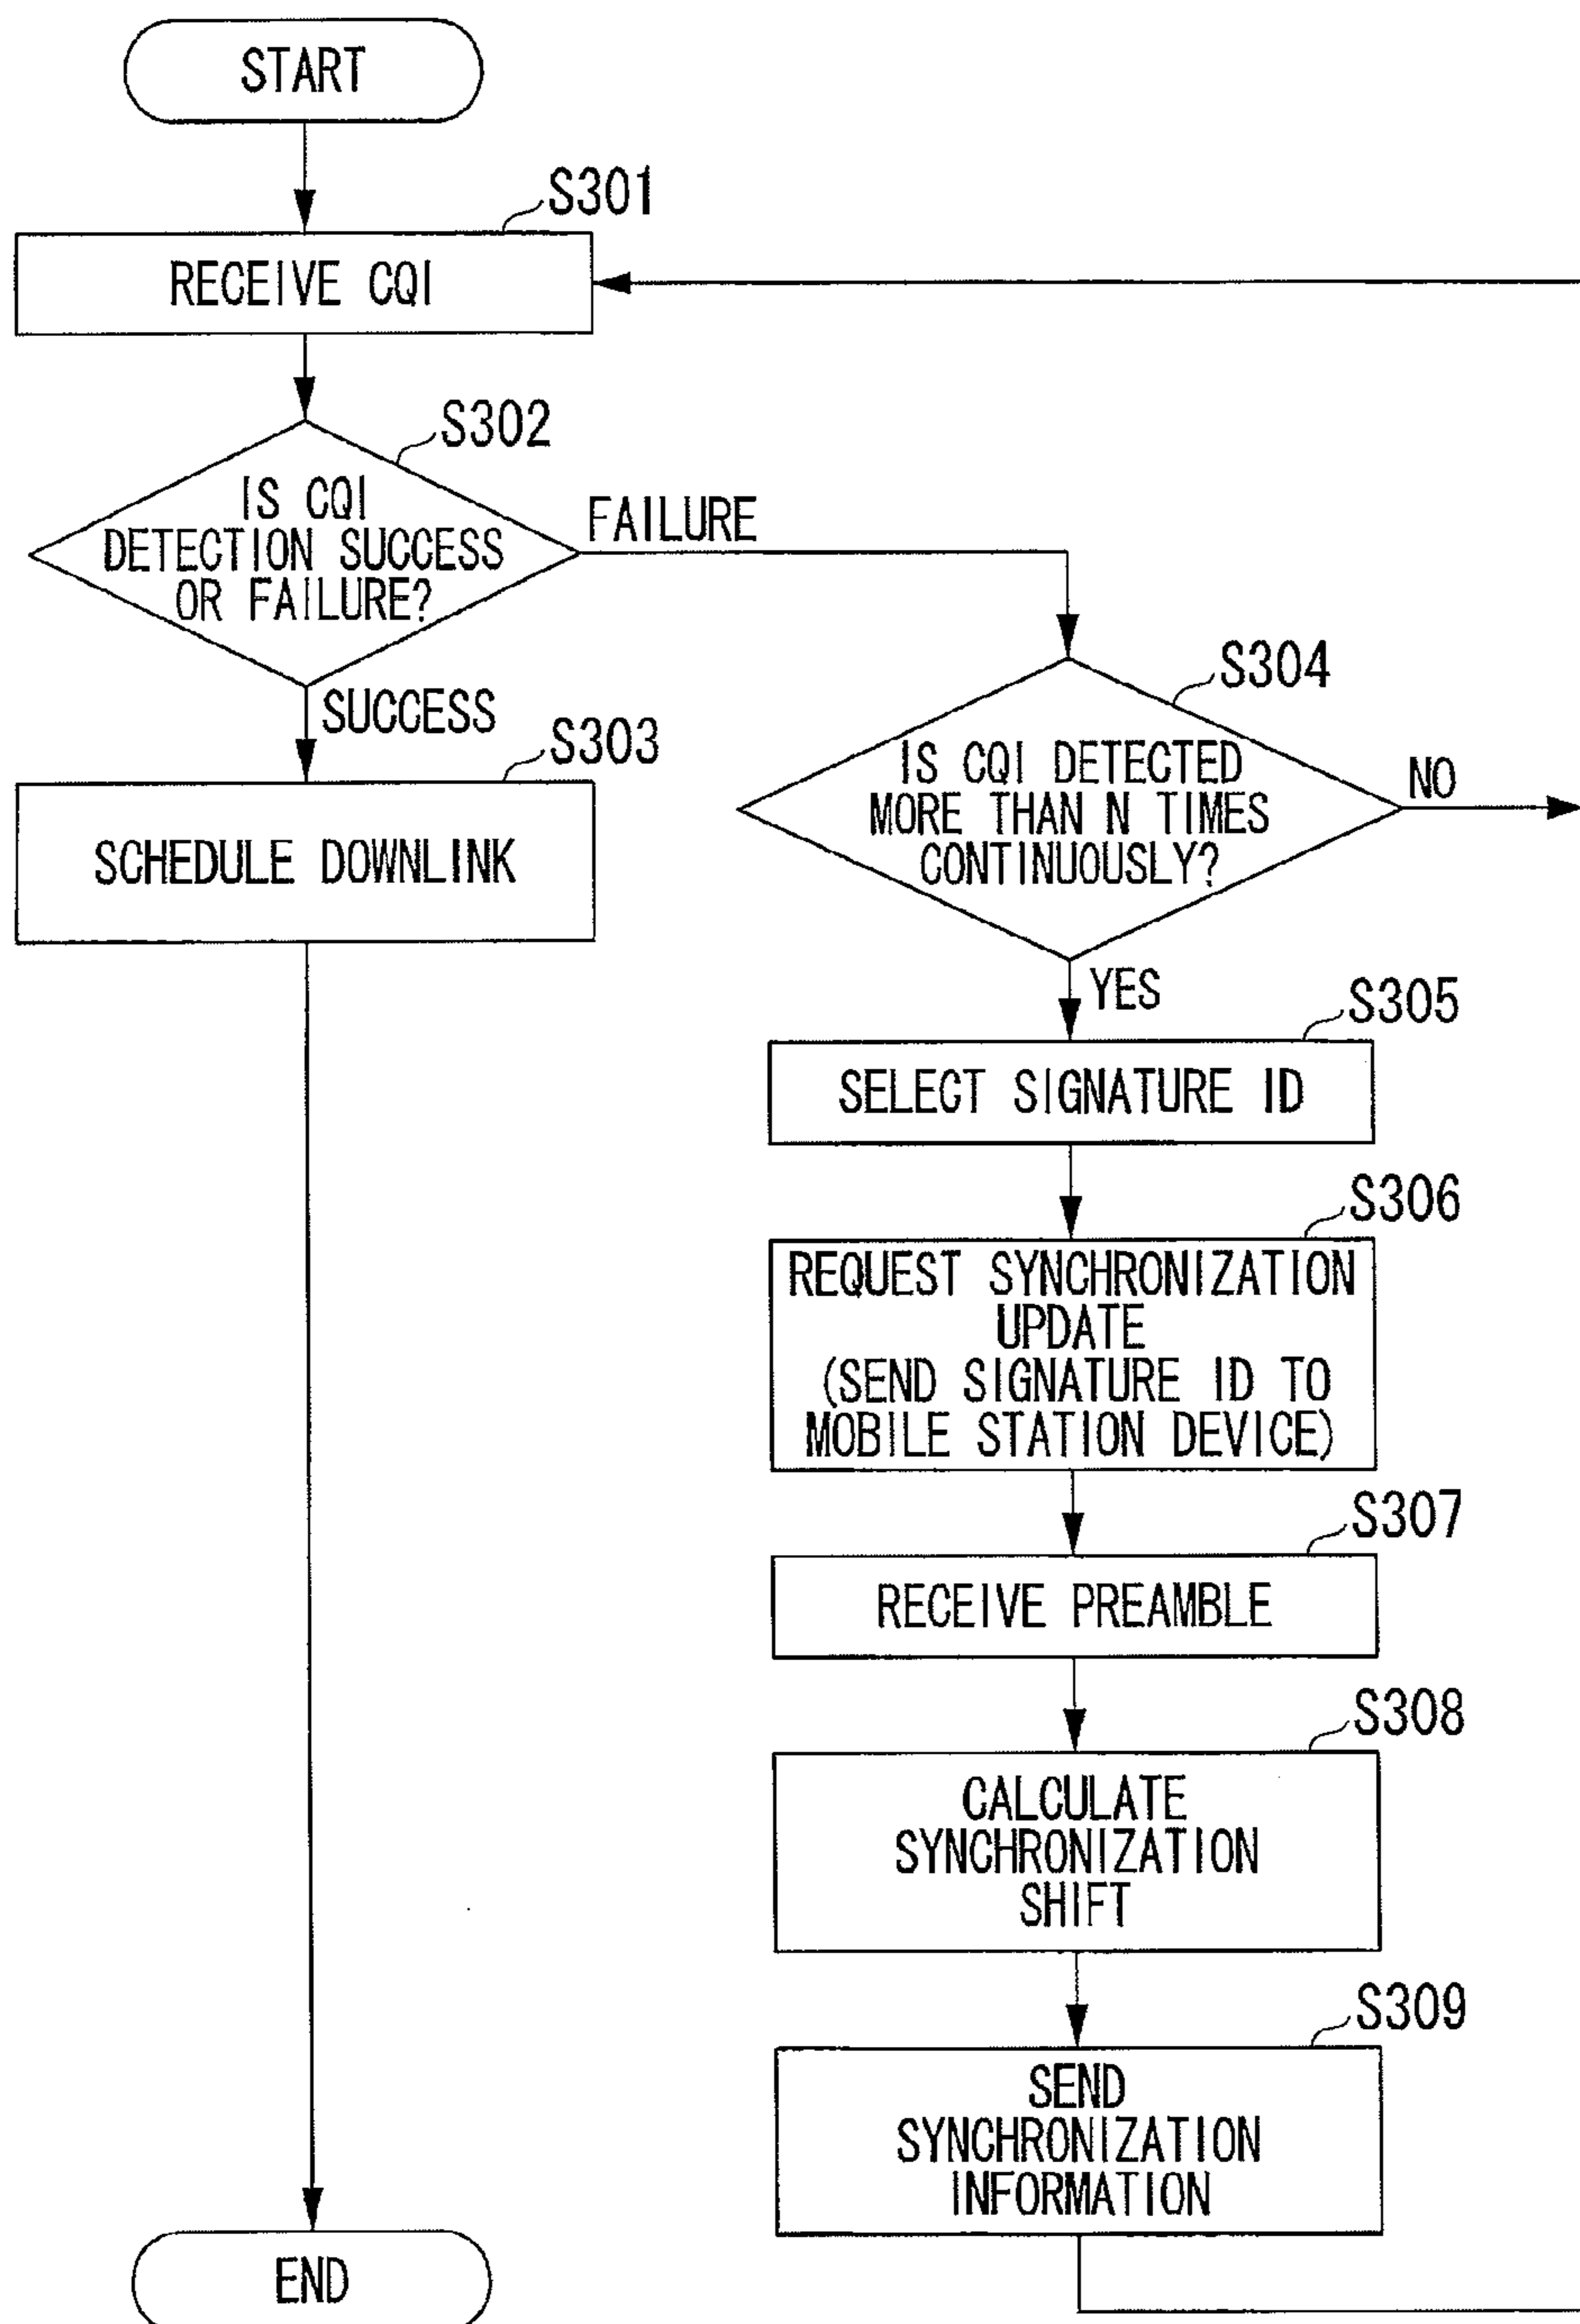 START
S301
RECEIVE CQI
S302
IS CQI
DETECTION SUCCESS
OR FAILURE?
FAILURE
SUCCESS
S303
SCHEDULE DOWNLINK
S304
IS CQI DETECTED
MORE THAN N TIMES
CONTINUOUSLY?
NO
YES
S305
SELECT SIGNATURE ID
S306
REQUEST SYNCHRONIZATION
UPDATE
(SEND SIGNATURE ID TO
MOBILE STATION DEVICE)
S307
RECEIVE PREAMBLE
S308
CALCULATE
SYNCHRONIZATION
SHIFT
S309
SEND
SYNCHRONIZATION
INFORMATION
END